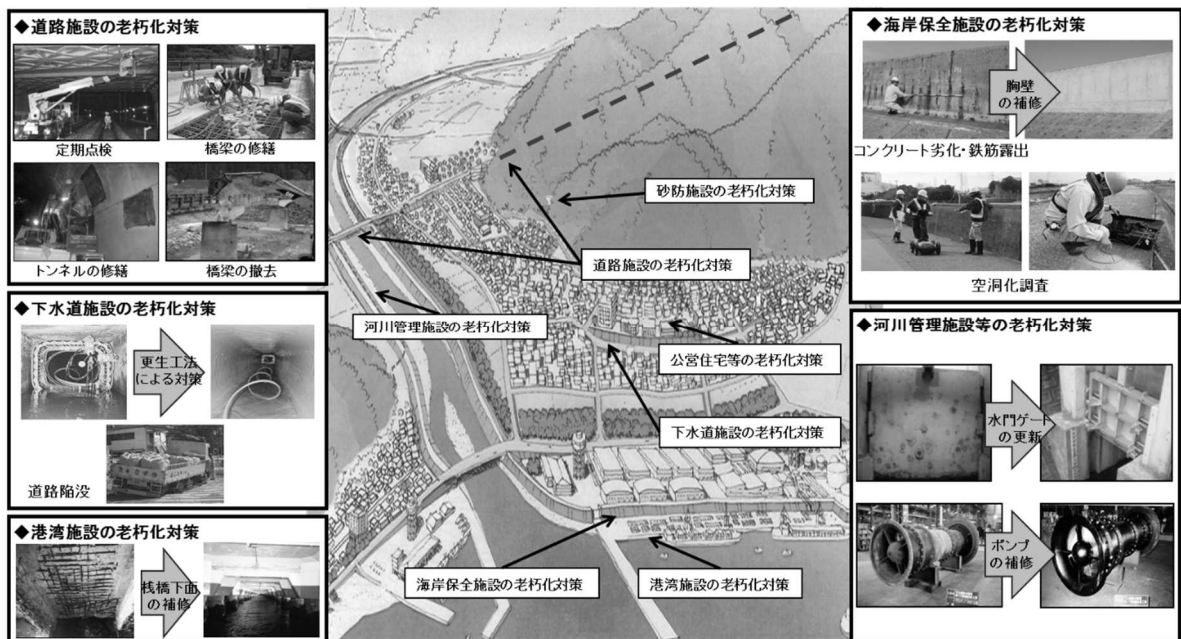 ◆道路施設の老朽化対策
定期点検
橋梁の修繕
トンネルの修繕
橋梁の撤去
◆下水道施設の老朽化対策
更生工法
による対策
道路陥没
◆港湾施設の老朽化対策
桟橋下面
の補修
砂防施設の老朽化対策
道路施設の老朽化対策
河川管理施設の老朽化対策
公営住宅等の老朽化対策
下水道施設の老朽化対策
海岸保全施設の老朽化対策
港湾施設の老朽化対策
◆海岸保全施設の老朽化対策
胸壁
の補修
コンクリート劣化・鉄筋露出
空洞化調査
◆河川管理施設等の老朽化対策
水門ゲート
の更新
ポンプ
の補修